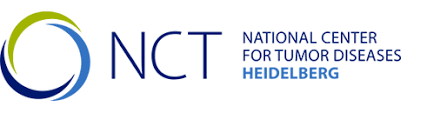 NCT
NATIONAL CENTER
FOR TUMOR DISEASES
HEIDELBERG